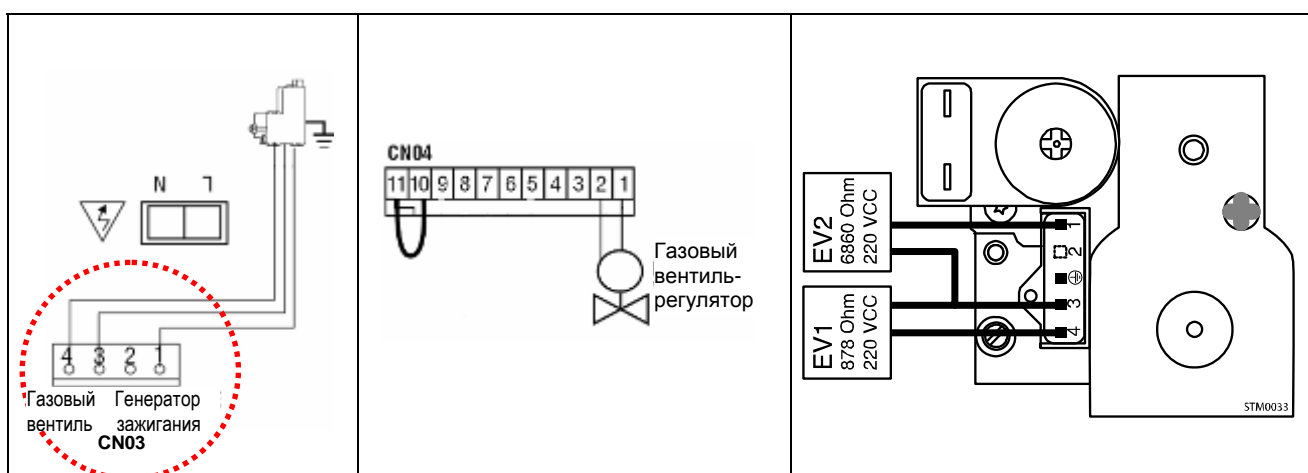 N L
4 3 2 1
Газовый Генератор
вентиль зажигания
CN03
CN04
11 10 9 8 7 6 5 4 3 2 1
Газовый
вентиль-
регулятор
EV2
6860 Ohm
220 VCC
EV1
878 Ohm
220 VCC
1
2
3
4
STM0033